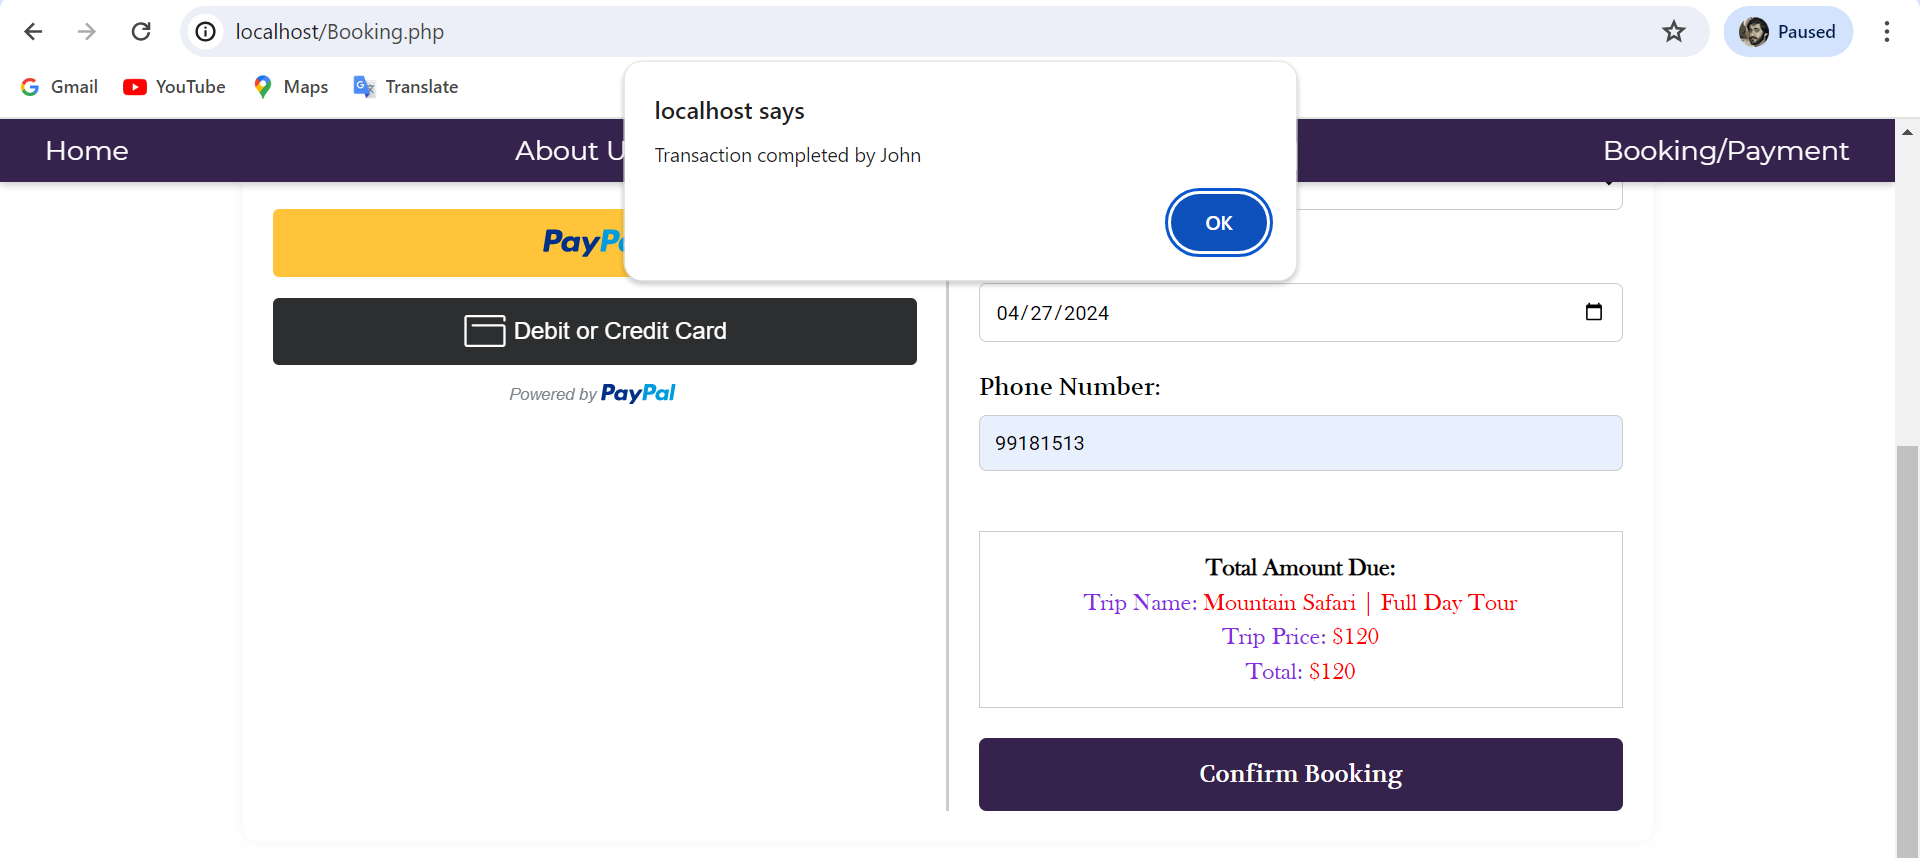 localhost/Booking.php
Paused
Gmail
YouTube
Maps
Translate
localhost says
Transaction completed by John
OK
Home
About U
Booking/Payment
PayP
Debit or Credit Card
Powered by PayPal
04/27/2024
Phone Number:
99181513
Total Amount Due:
Trip Name: Mountain Safari | Full Day Tour
Trip Price: $120
Total: $120
Confirm Booking